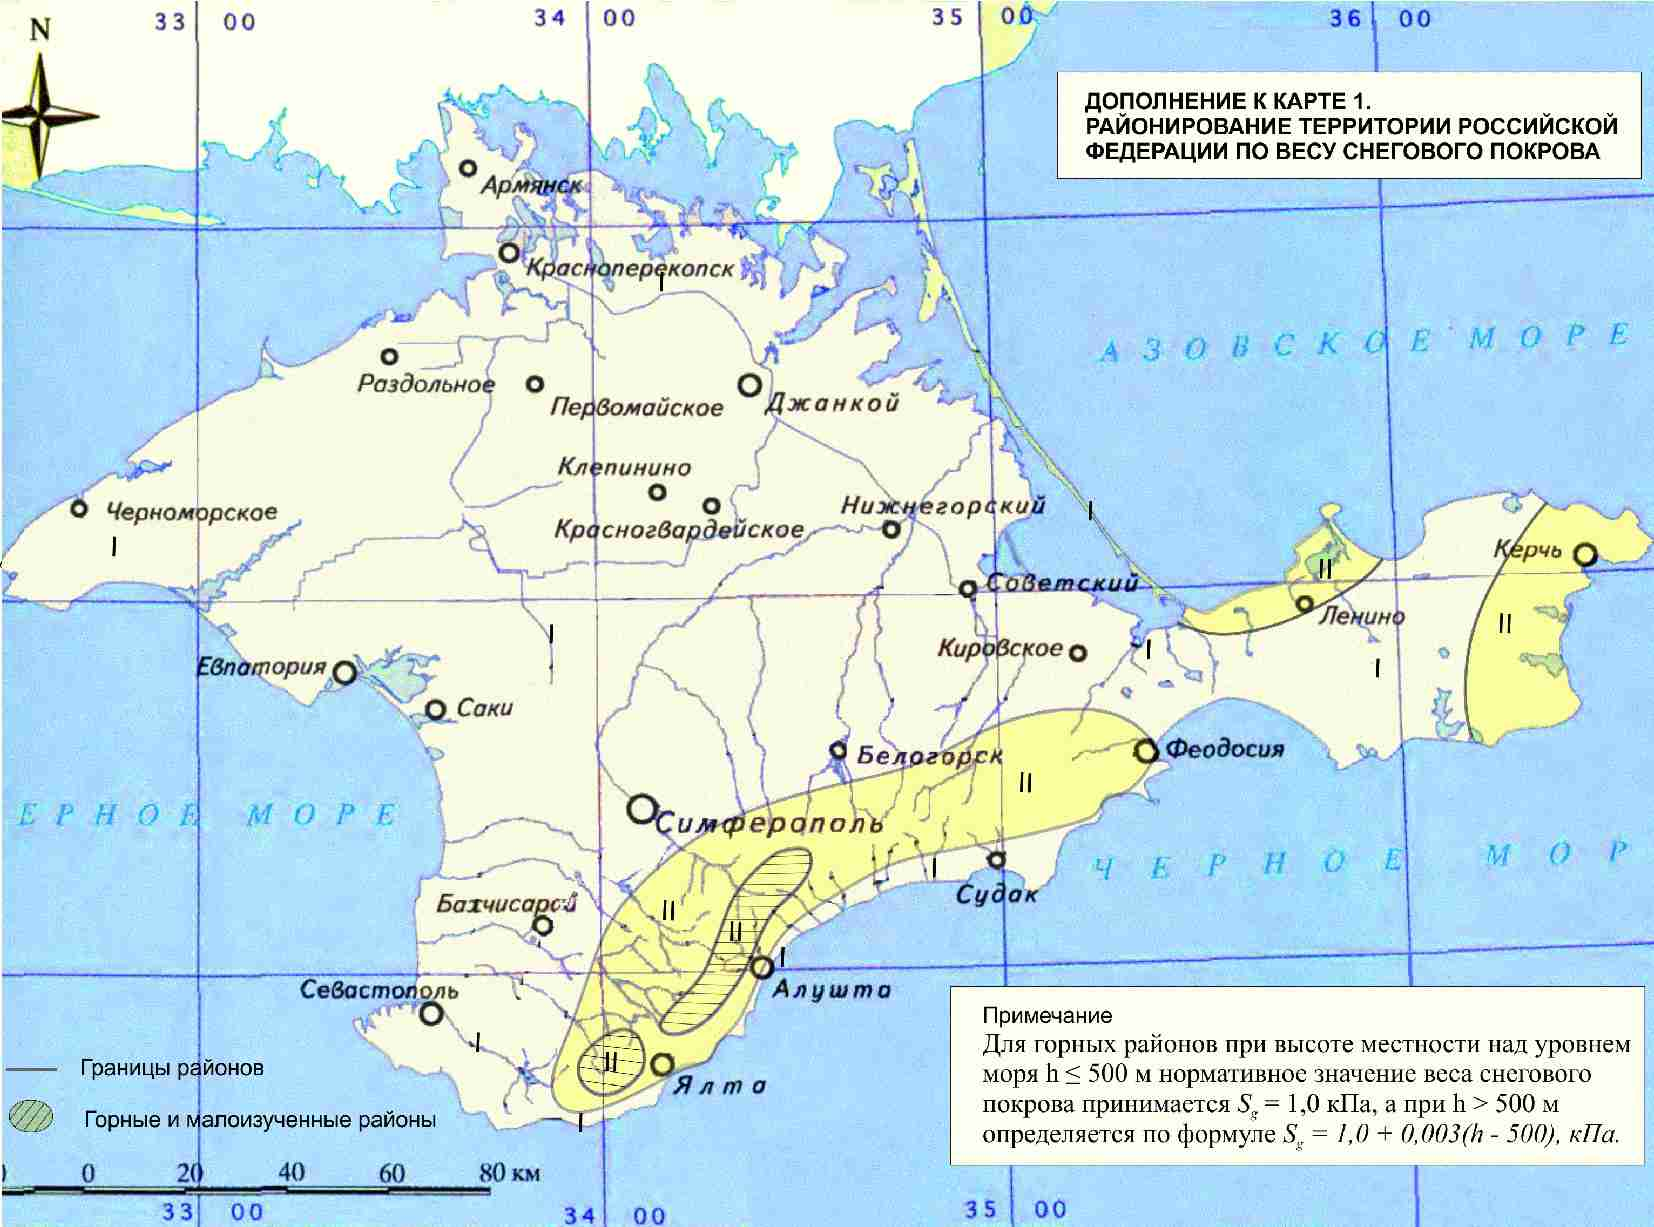 33 00
34 00
35 00
36 00
N
ДОПОЛНЕНИЕ К КАРТЕ 1.
РАЙОНИРОВАНИЕ ТЕРРИТОРИИ РОССИЙСКОЙ
ФЕДЕРАЦИИ ПО ВЕСУ СНЕГОВОГО ПОКРОВА
Армянск
Красноперекопск
I
АЗОВСКОЕ МОРЕ
Раздольное
Первомайское
Джанкой
Клепинино
Красногвардейское
Нижнегорский
I
Черноморское
I
Керчь
II
Советский
Ленино
II
I
Кировское
I
I
Евпатория
Саки
Белогорск
Феодосия
II
ЕРНОЕ МОРЕ
Симферополь
ЧЕРНОЕ МОР
I
Судак
Бахчисарай
II
II
I
Алушта
Севастополь
I
II
Ялта
I
Границы районов
Горные и малоизученные районы
0 20 40 60 80 км
Примечание
Для горных районов при высоте местности над уровнем
моря h ≤ 500 м нормативное значение веса снегового
покрова принимается Sg = 1,0 кПа, а при h > 500 м
определяется по формуле Sg = 1,0 + 0,003(h - 500), кПа.
33 00
34 00
35 00